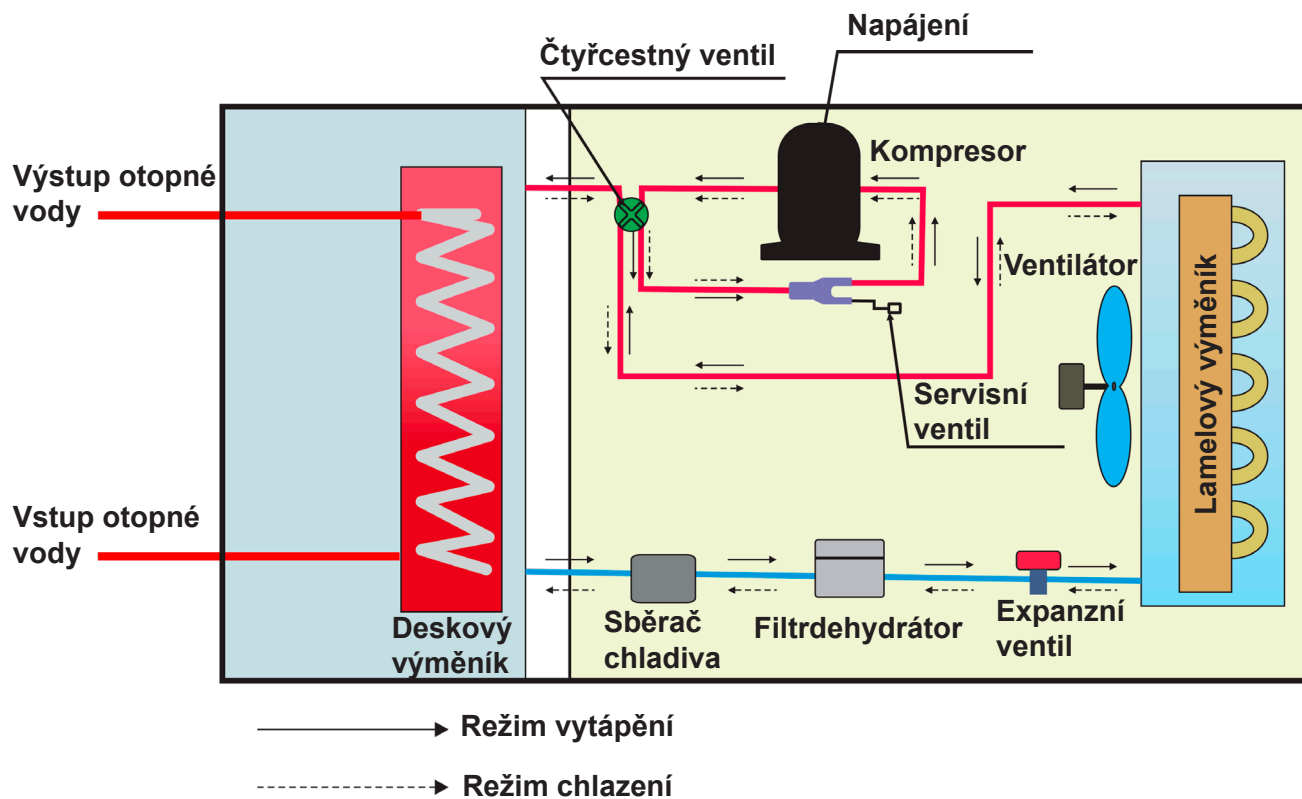 Napájení
Čtyřcestný ventil
Kompresor
Výstup otopné
vody
Ventilátor
Lamelový výměník
Servisní
ventil
Vstup otopné
vody
Deskový
výměník
Sběrač
chladiva
Filtrdehydrátor
Expanzní
ventil
Režim vytápění
Režim chlazení